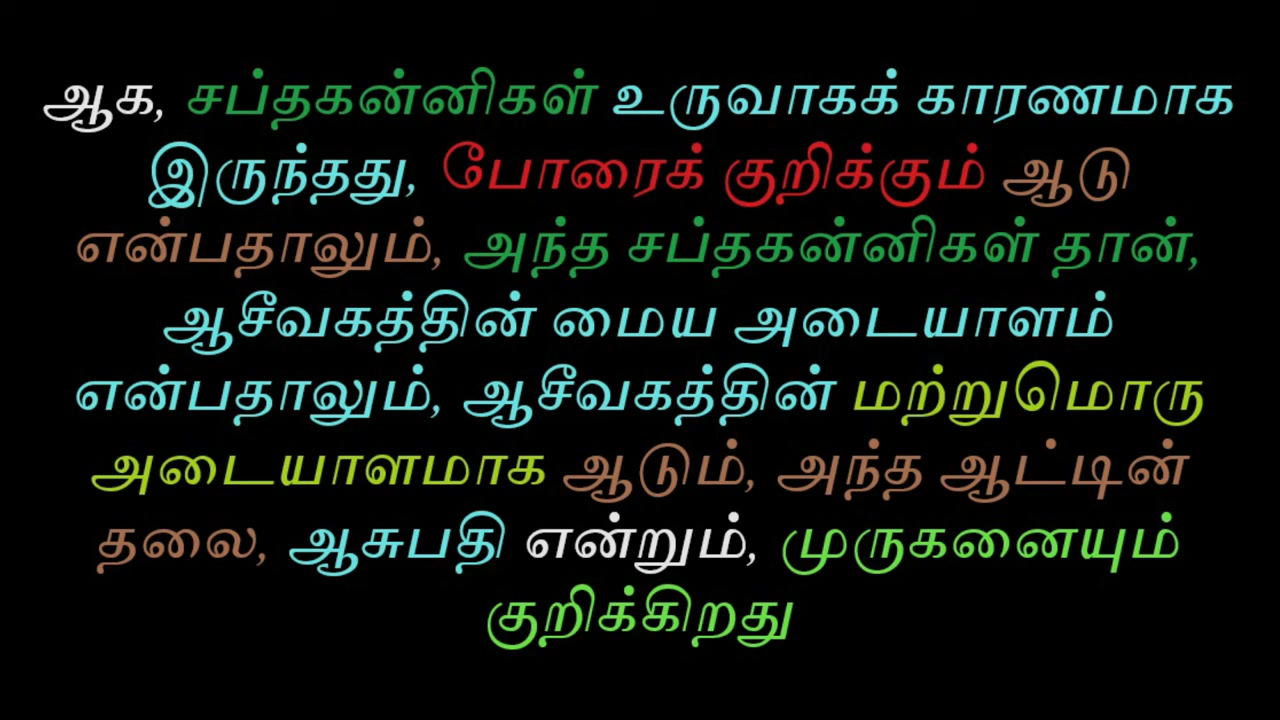 ஆக, சப்தகன்னிகள் உருவாகக் காரணமாக
இருந்தது, போரைக் குறிக்கும் ஆடு
என்பதாலும், அந்த சப்தகன்னிகள் தான்,
ஆசீவகத்தின் மைய அடையாளம்
என்பதாலும், ஆசீவகத்தின் மற்றுமொரு
அடையாளமாக ஆடும், அந்த ஆட்டின்
தலை, ஆசுபதி என்றும், முருகனையும்
குறிக்கிறது